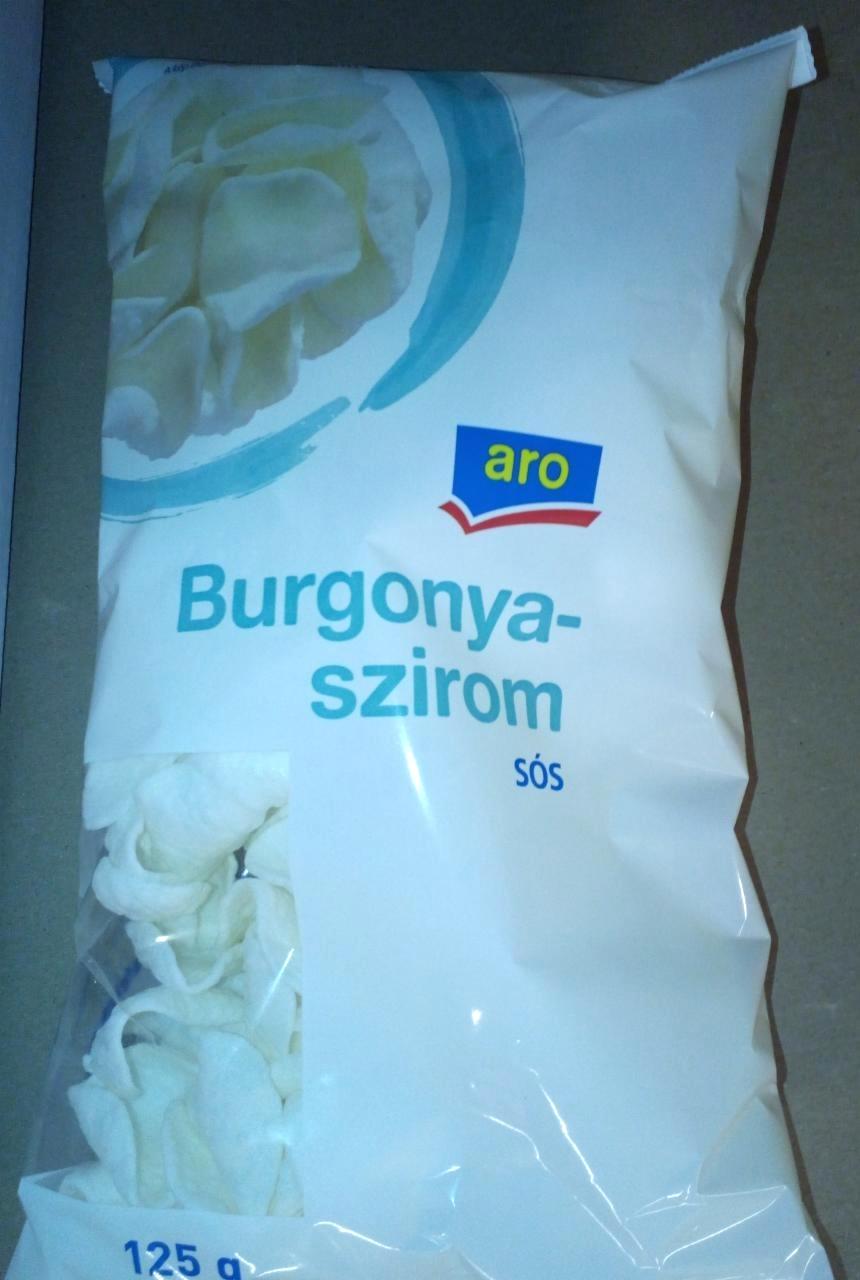 aro
Burgonya-
szirom
sós
125 g